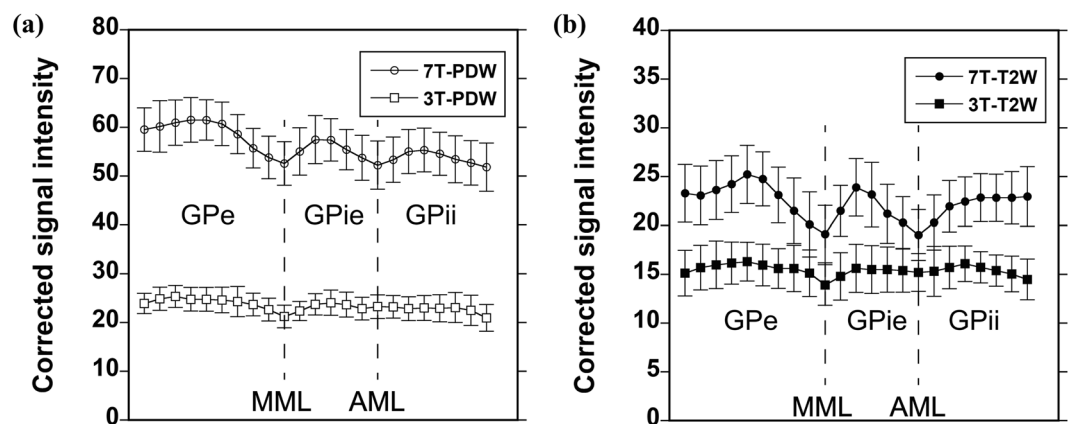 (a)
Corrected signal intensity
80
70
60
50
40
30
20
10
0
7T-PDW
3T-PDW
GPe GPie GPii
MML AML
(b)
Corrected signal intensity
40
35
30
25
20
15
10
5
0
7T-T2W
3T-T2W
GPe GPie GPii
MML AML